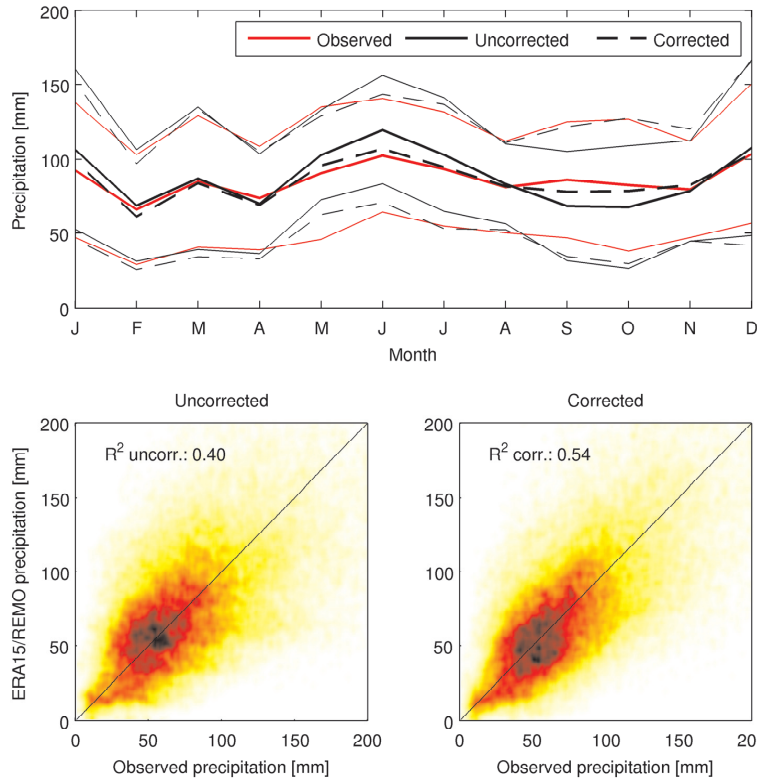 200
150
100
50
0
Precipitation [mm]
Observed
Uncorrected
Corrected
J F M A M J J A S O N D
Month
Uncorrected
200
150
100
50
0
ERA15/REMO precipitation [mm]
R² uncorr.: 0.40
0 50 100 150 200
Observed precipitation [mm]
Corrected
200
150
100
50
0
R² corr.: 0.54
0 50 100 150 20
Observed precipitation [mm]